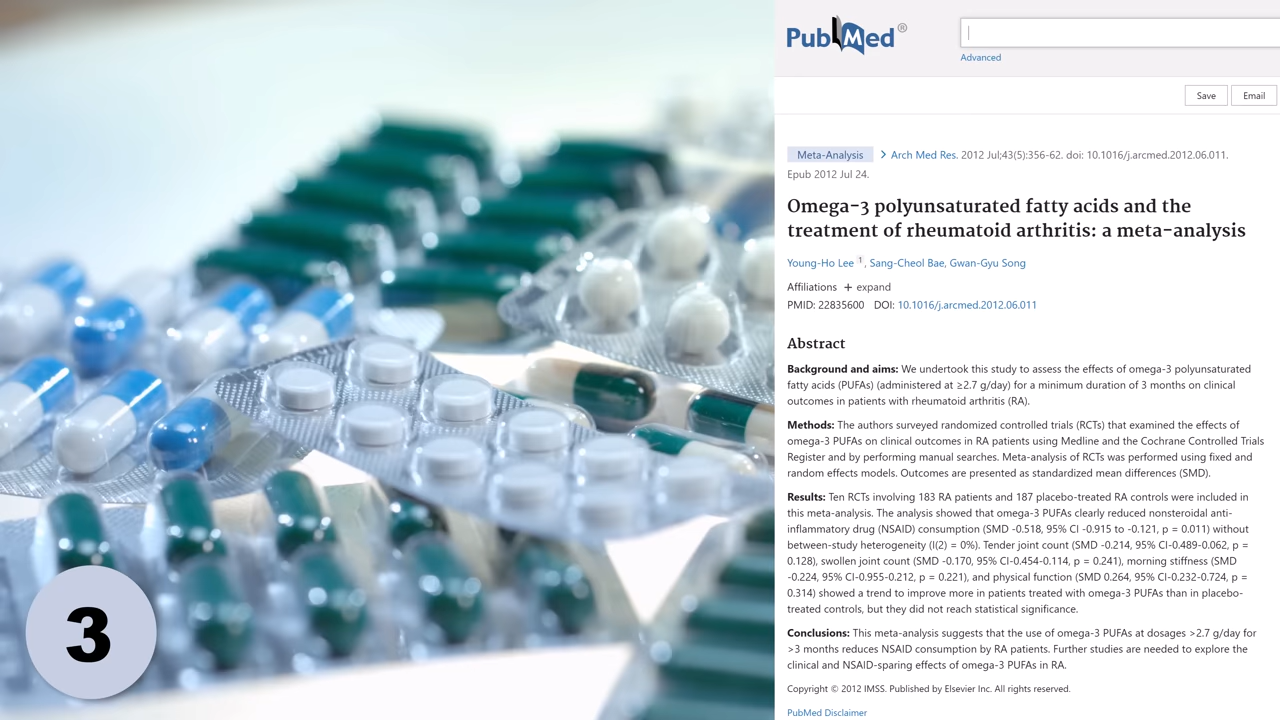 3
PubMed®
Advanced
Save
Email
Meta-Analysis
Arch Med Res. 2012 Jul;43(5):356-62. doi: 10.1016/j.arcmed.2012.06.011.
Epub 2012 Jul 24.
Omega-3 polyunsaturated fatty acids and the
treatment of rheumatoid arthritis: a meta-analysis
Young-Ho Lee 1, Sang-Cheol Bae, Gwan-Gyu Song
Affiliations + expand
PMID: 22835600 DOI: 10.1016/j.arcmed.2012.06.011
Abstract
Background and aims: We undertook this study to assess the effects of omega-3 polyunsaturated
fatty acids (PUFAs) (administered at ≥2.7 g/day) for a minimum duration of 3 months on clinical
outcomes in patients with rheumatoid arthritis (RA).
Methods: The authors surveyed randomized controlled trials (RCTs) that examined the effects of
omega-3 PUFAs on clinical outcomes in RA patients using Medline and the Cochrane Controlled Trials
Register and by performing manual searches. Meta-analysis of RCTs was performed using fixed and
random effects models. Outcomes are presented as standardized mean differences (SMD).
Results: Ten RCTs involving 183 RA patients and 187 placebo-treated RA controls were included in
this meta-analysis. The analysis showed that omega-3 PUFAs clearly reduced nonsteroidal anti-
inflammatory drug (NSAID) consumption (SMD -0.518, 95% CI -0.915 to -0.121, p = 0.011) without
between-study heterogeneity (I(2) = 0%). Tender joint count (SMD -0.214, 95% CI-0.489-0.062, p =
0.128), swollen joint count (SMD -0.170, 95% CI-0.454-0.114, p = 0.241), morning stiffness (SMD
-0.224, 95% CI-0.955-0.212, p = 0.221), and physical function (SMD 0.264, 95% CI-0.232-0.724, p =
0.314) showed a trend to improve more in patients treated with omega-3 PUFAs than in placebo-
treated controls, but they did not reach statistical significance.
Conclusions: This meta-analysis suggests that the use of omega-3 PUFAs at dosages >2.7 g/day for
>3 months reduces NSAID consumption by RA patients. Further studies are needed to explore the
clinical and NSAID-sparing effects of omega-3 PUFAs in RA.
Copyright © 2012 IMSS. Published by Elsevier Inc. All rights reserved.
PubMed Disclaimer